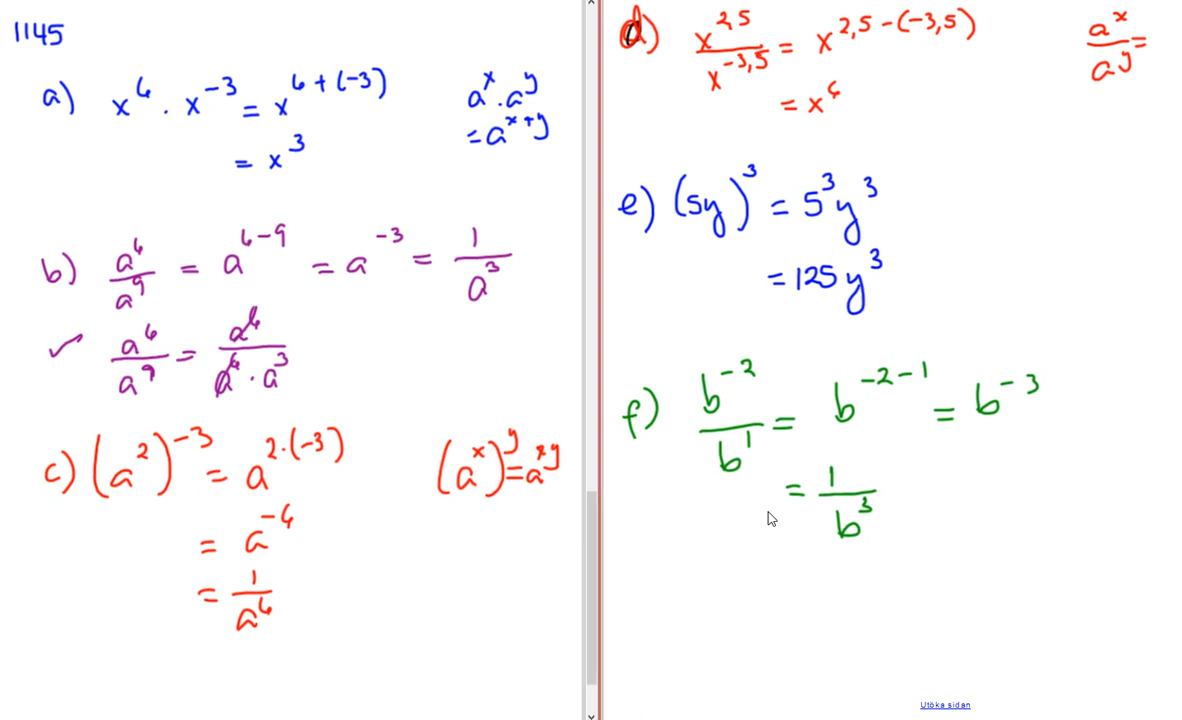 1145
a) x^6 · x^-3 = x^(6+(-3)) a^x · a^y
= x^3 = a^(x+y)
b) a^6/a^9 = a^(6-9) = a^-3 = 1/a^3
✓ a^6/a^9 = a^6/(a^6 · a^3)
c) (a^2)^-3 = a^(2·(-3)) (a^x)^y = a^xy
= a^-6
= 1/a^6
d) x^2,5/x^-3,5 = x^(2,5-(-3,5)) a^x/a^y =
= x^6
e) (5y)^3 = 5^3 y^3
= 125y^3
f) b^-2/b^1 = b^(-2-1) = b^-3
= 1/b^3
Utöka sidan